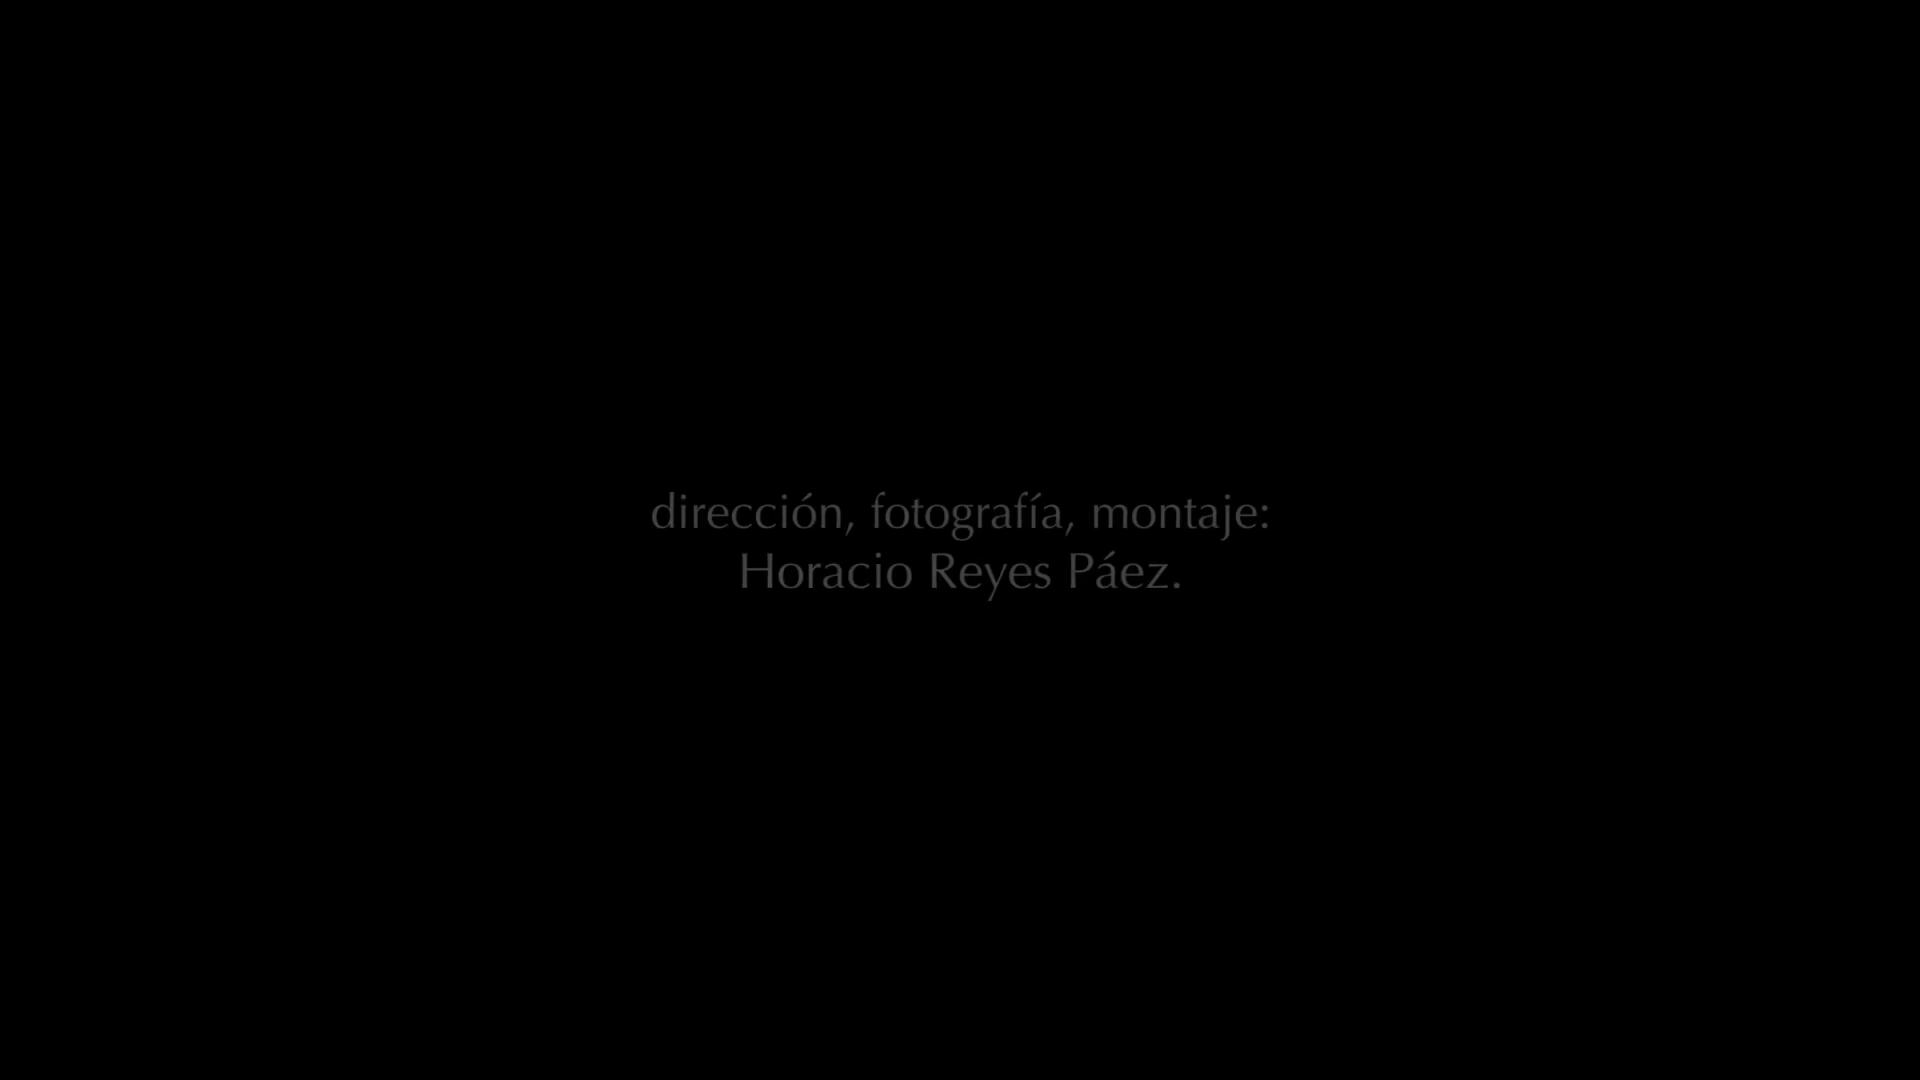 dirección, fotografía, montaje:
Horacio Reyes Páez.